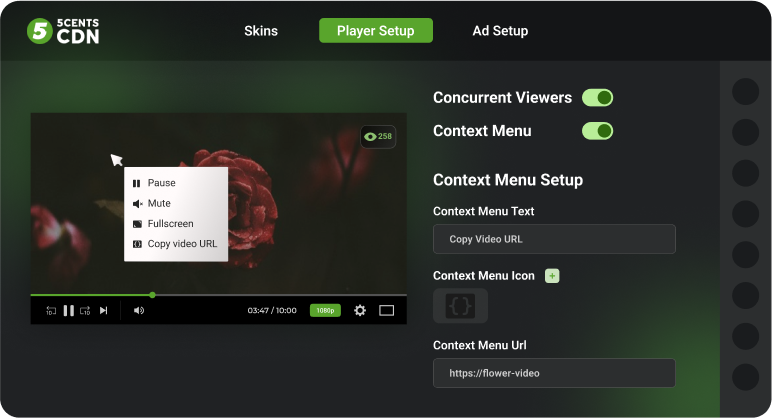 5CENTS
CDN
Skins
Player Setup
Ad Setup
Concurrent Viewers
Context Menu
258
Pause
Mute
Fullscreen
Copy video URL
10
10
03:47 / 10:00
1080p
Context Menu Setup
Context Menu Text
Copy Video URL
Context Menu Icon
Context Menu Url
https://flower-video